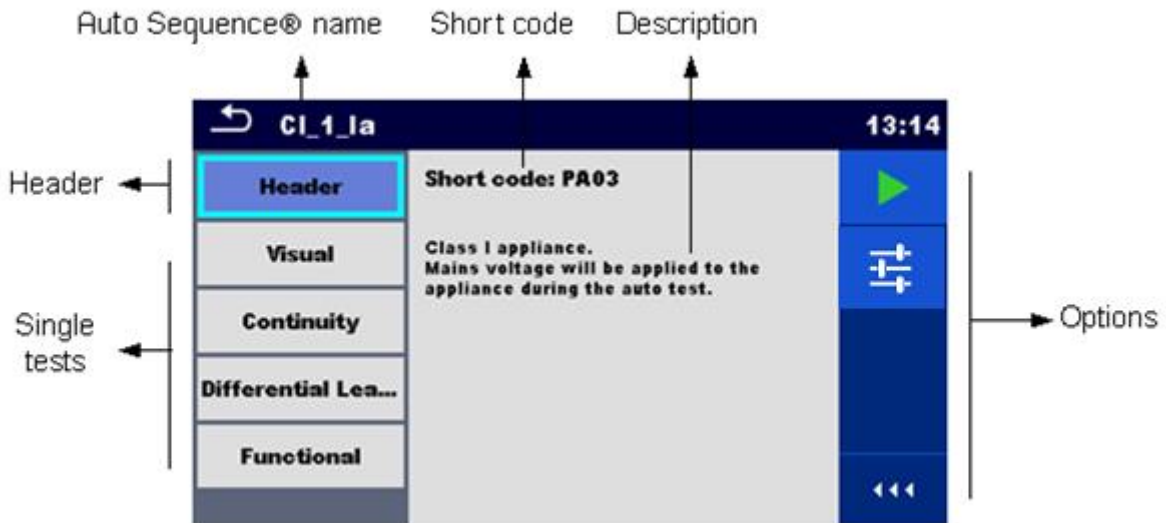 Auto Sequence® name
Short code
Description
Cl_1_Ia
13:14
Header
Header
Short code: PA03
Visual
Class I appliance.
Mains voltage will be applied to the
appliance during the auto test.
Single
tests
Continuity
Options
Differential Lea...
Functional